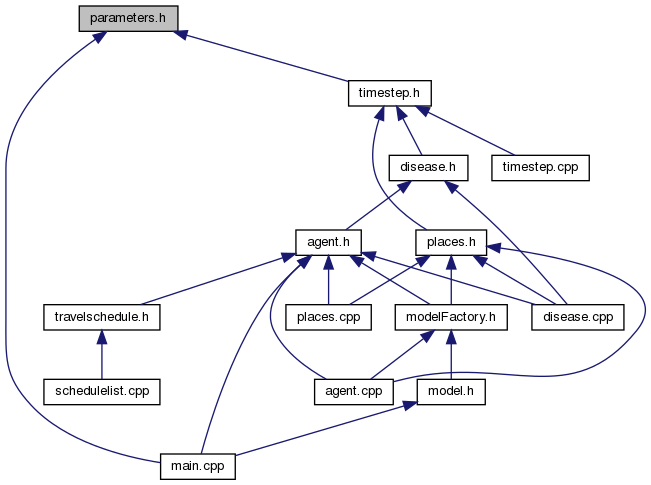 parameters.h
timestep.h
disease.h
timestep.cpp
agent.h
places.h
travelschedule.h
places.cpp
modelFactory.h
disease.cpp
schedulelist.cpp
agent.cpp
model.h
main.cpp